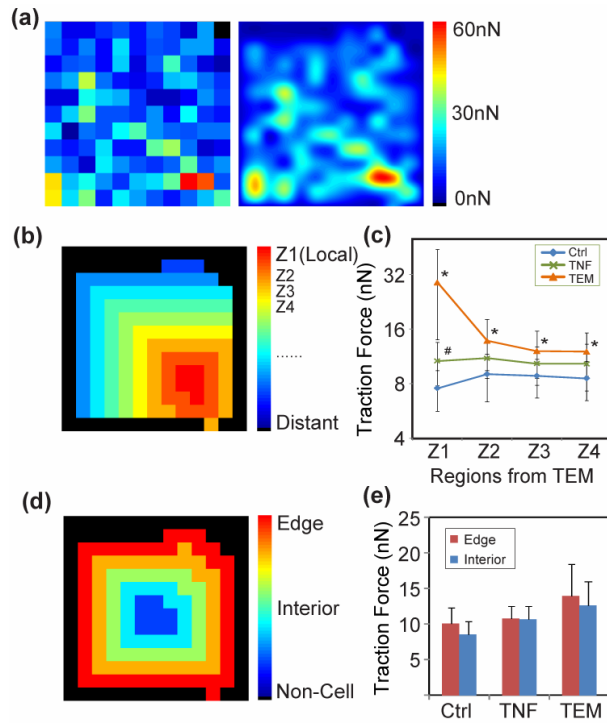 (a)
60nN
30nN
0nN
(b)
Z1(Local)
Z2
Z3
Z4
......
Distant
(c)
Traction Force (nN)
32
16
8
4
Ctrl
TNF
TEM
*
#
*
*
*
Z1
Z2
Z3
Z4
Regions from TEM
(d)
Edge
Interior
Non-Cell
(e)
Traction Force (nN)
25
20
15
10
5
0
Edge
Interior
Ctrl
TNF
TEM